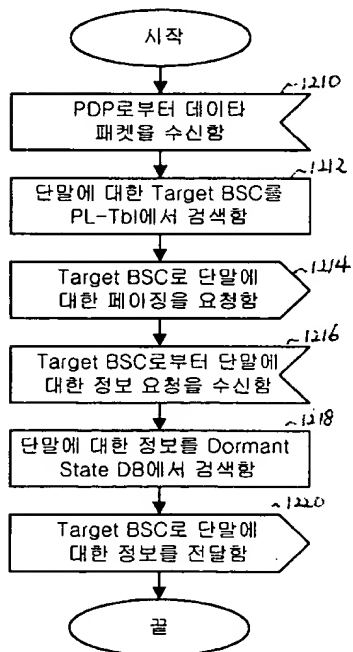 시작
1210
PDP로부터 데이타
패킷을 수신함
1212
단말에 대한 Target BSC를
PL-Tbl에서 검색함
1214
Target BSC로 단말에
대한 페이징을 요청함
1216
Target BSC로부터 단말에
대한 정보 요청을 수신함
1218
단말에 대한 정보를 Dormant
State DB에서 검색함
1220
Target BSC로 단말에
대한 정보를 전달함
끝